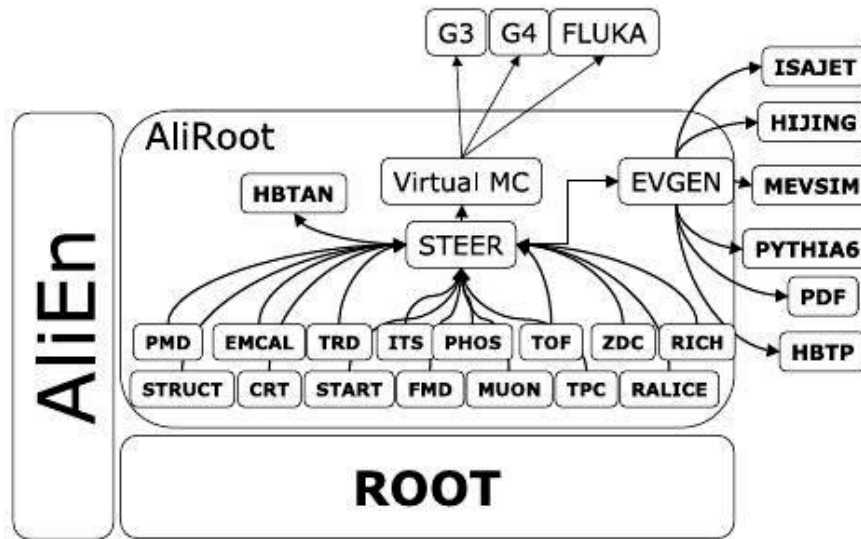 G3 G4 FLUKA
ISAJET
HIJING
AliRoot
Virtual MC EVGEN MEVSIM
HBTAN
STEER
PYTHIA6
PDF
PMD EMCAL TRD ITS PHOS TOF ZDC RICH
HBTP
STRUCT CRT START FMD MUON TPC RALICE
AliEn
ROOT